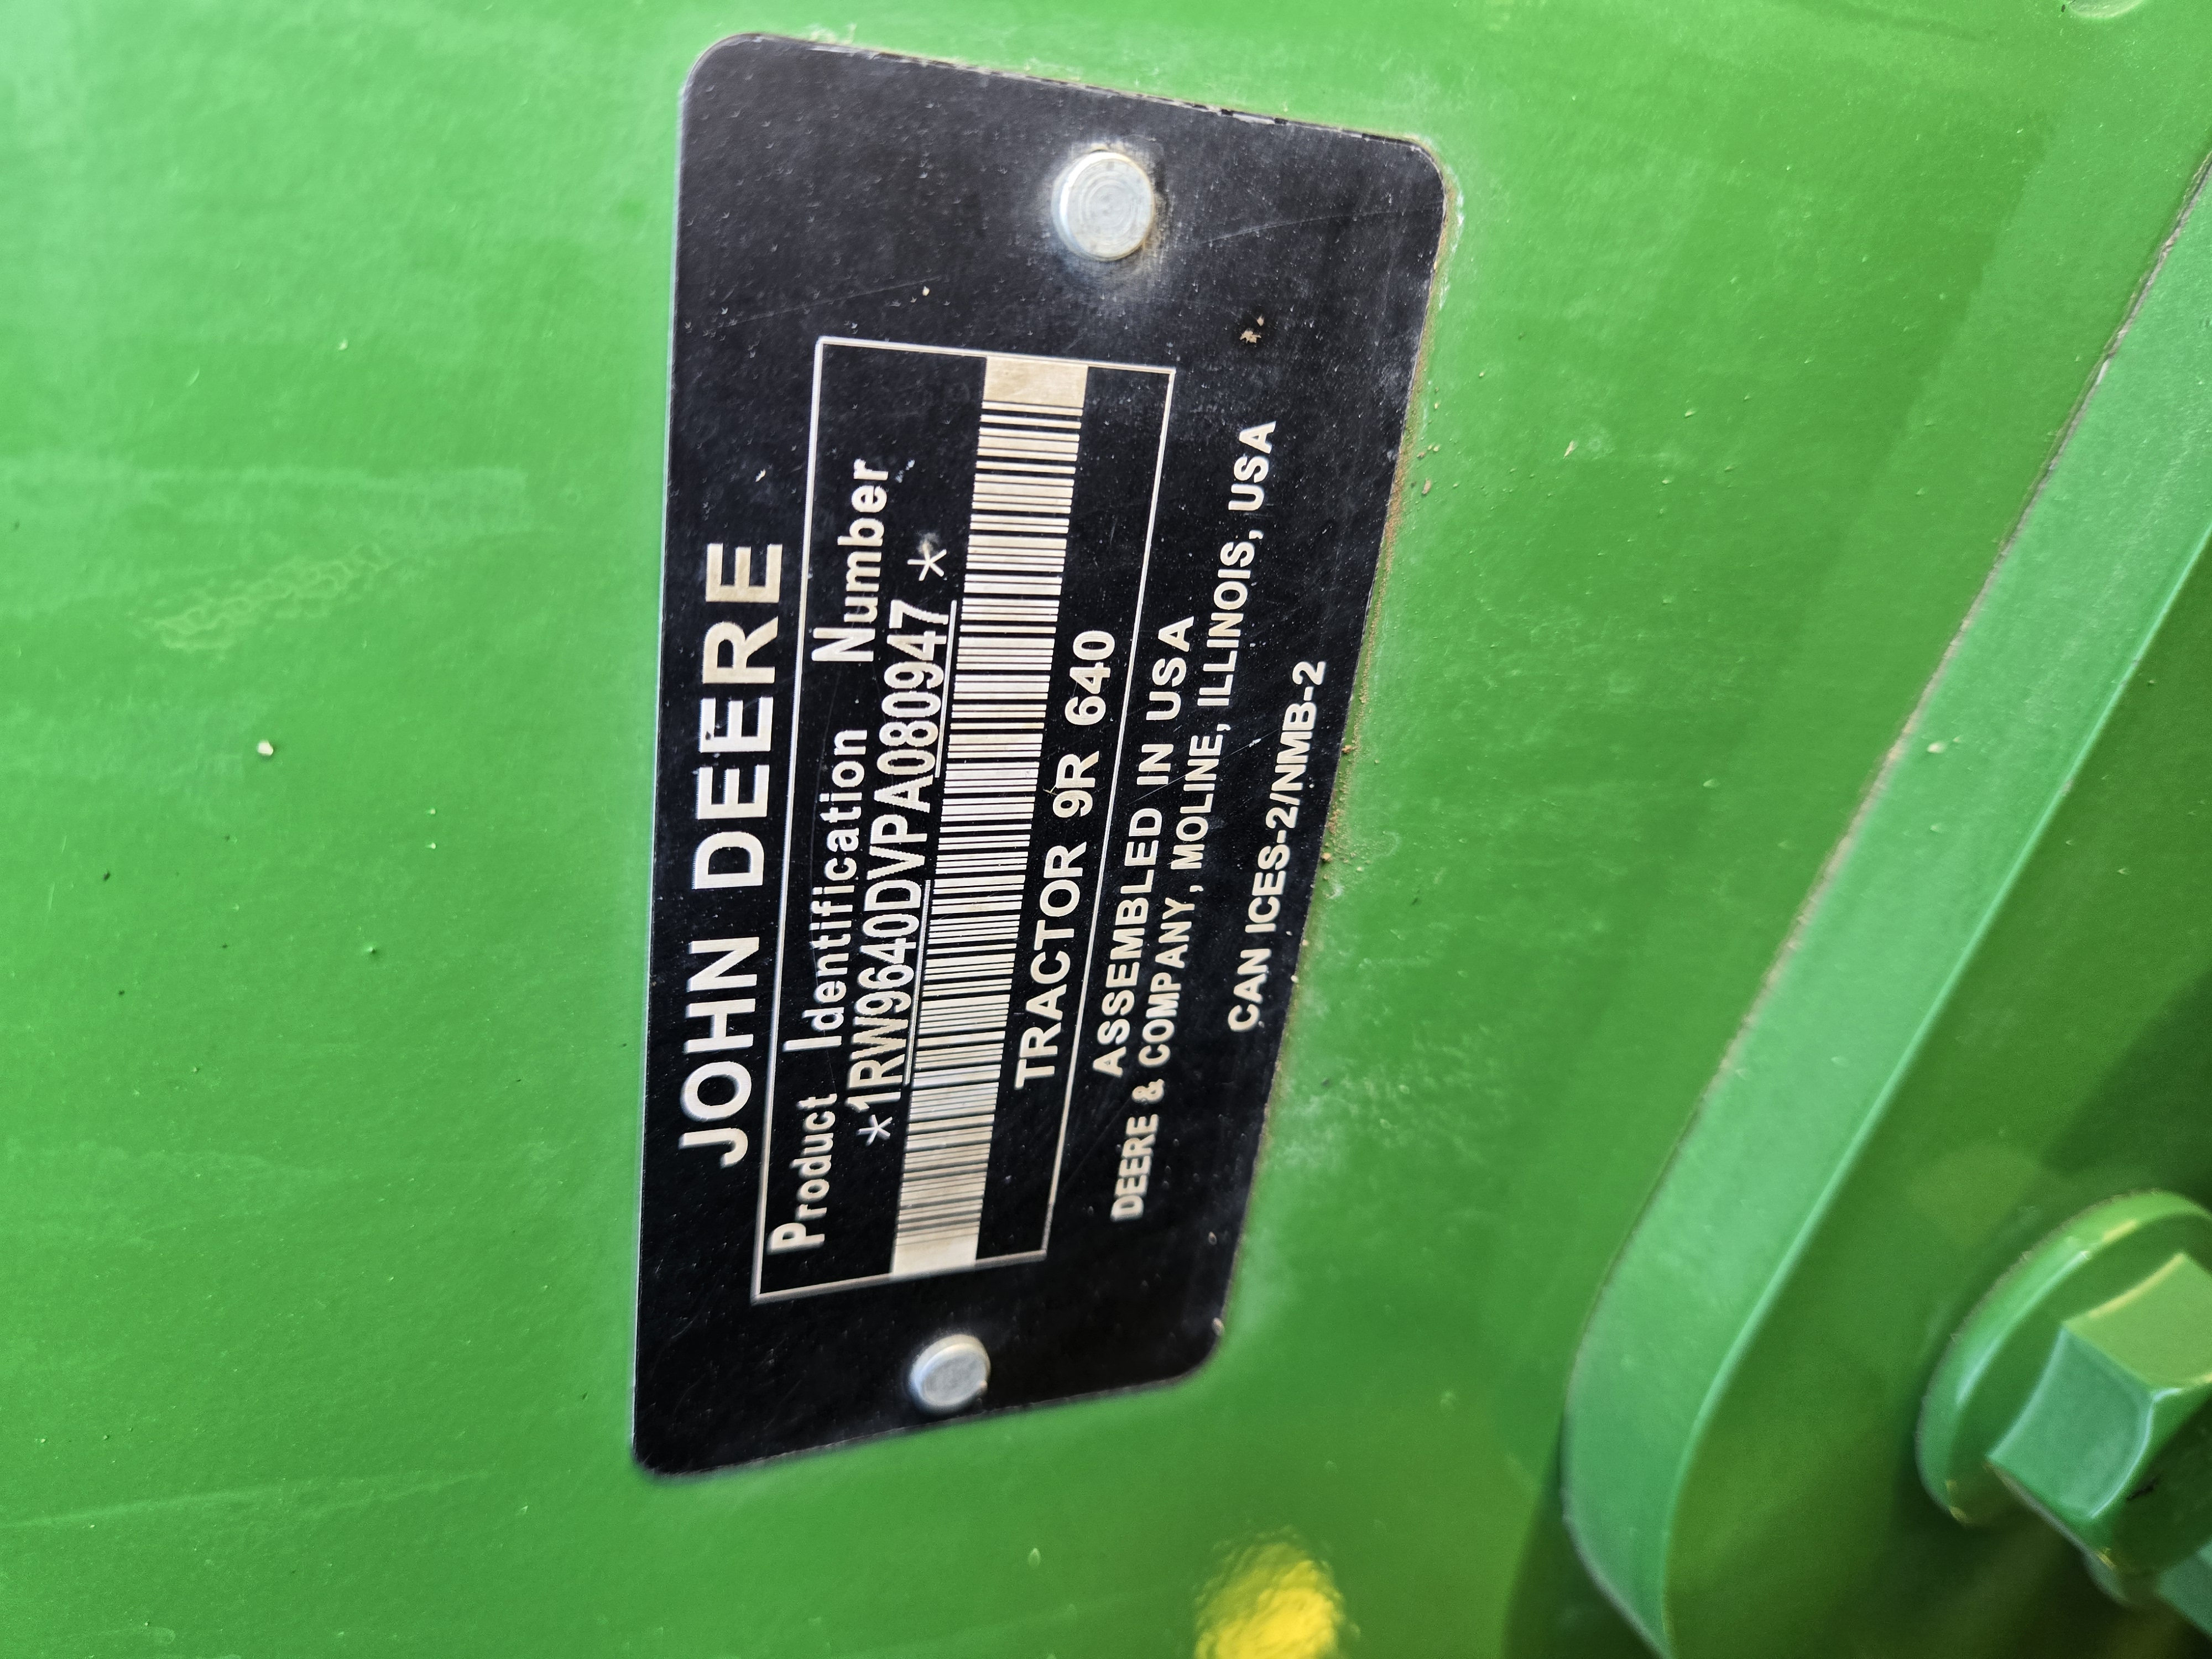 JOHN DEERE
Product Identification Number
*1RW9640DVPA080947*
TRACTOR 9R 640
ASSEMBLED IN USA
DEERE & COMPANY, MOLINE, ILLINOIS, USA
CAN ICES-2/NMB-2